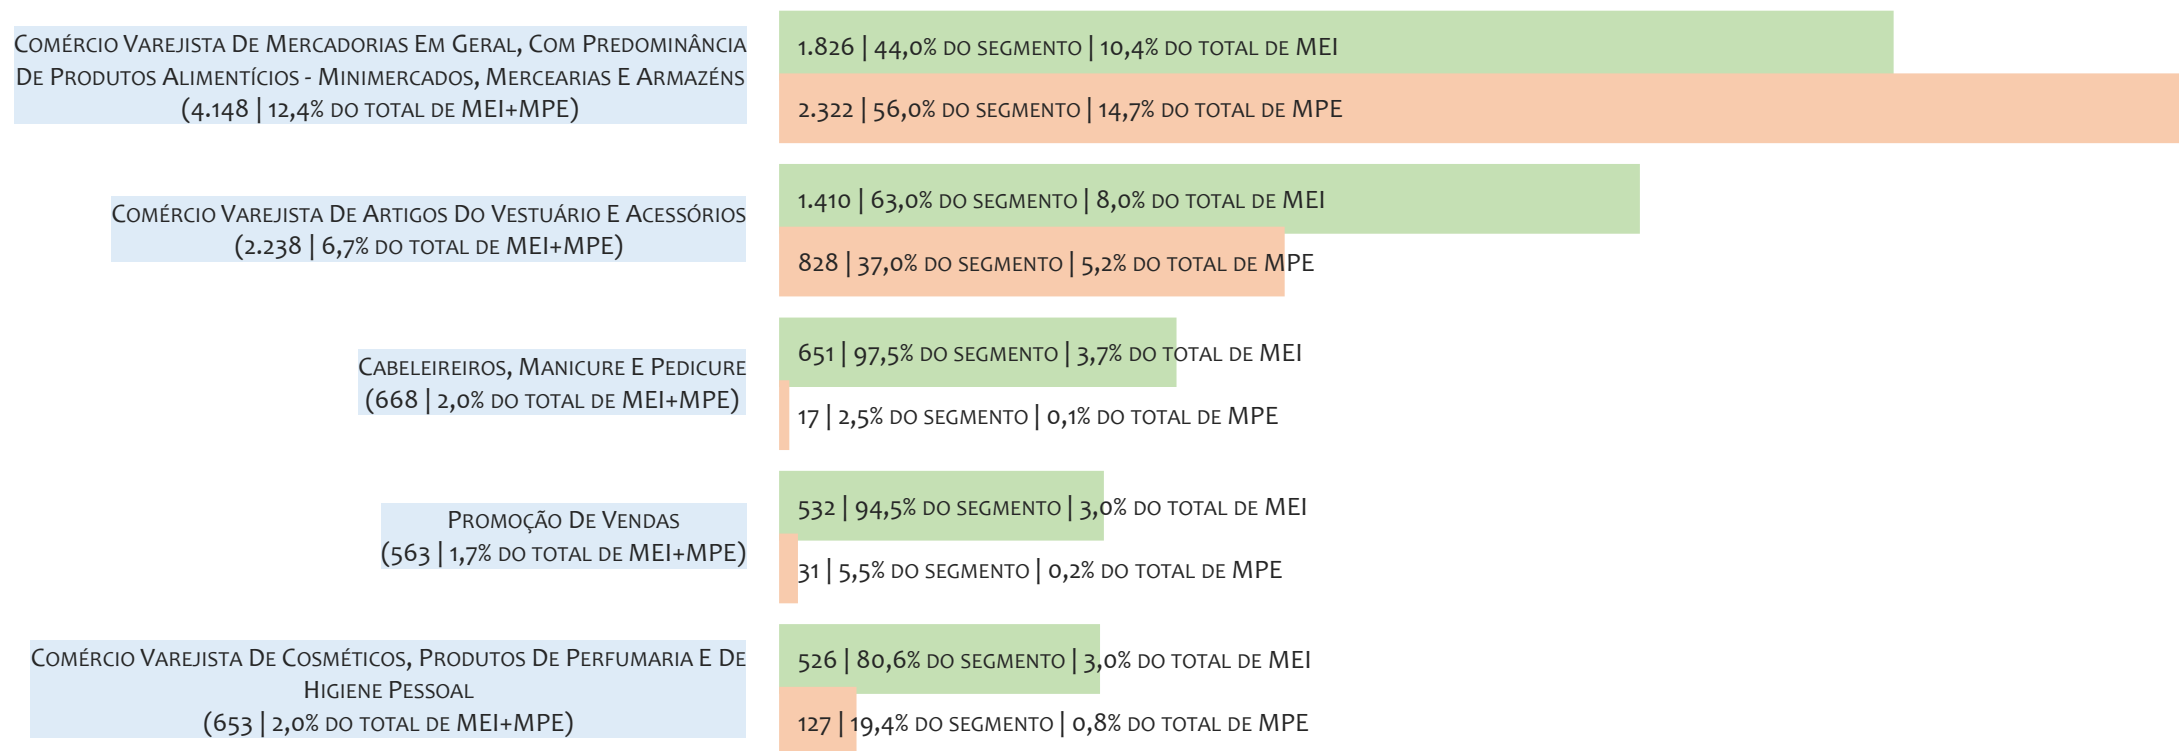 Comércio Varejista De Mercadorias Em Geral, Com Predominância
De Produtos Alimentícios - Minimercados, Mercearias E Armazéns
(4.148 | 12,4% do total de MEI+MPE)
1.826 | 44,0% do segmento | 10,4% do total de MEI
2.322 | 56,0% do segmento | 14,7% do total de MPE
Comércio Varejista De Artigos Do Vestuário E Acessórios
(2.238 | 6,7% do total de MEI+MPE)
1.410 | 63,0% do segmento | 8,0% do total de MEI
828 | 37,0% do segmento | 5,2% do total de MPE
Cabeleireiros, Manicure E Pedicure
(668 | 2,0% do total de MEI+MPE)
651 | 97,5% do segmento | 3,7% do total de MEI
17 | 2,5% do segmento | 0,1% do total de MPE
Promoção De Vendas
(563 | 1,7% do total de MEI+MPE)
532 | 94,5% do segmento | 3,0% do total de MEI
31 | 5,5% do segmento | 0,2% do total de MPE
Comércio Varejista De Cosméticos, Produtos De Perfumaria E De
Higiene Pessoal
(653 | 2,0% do total de MEI+MPE)
526 | 80,6% do segmento | 3,0% do total de MEI
127 | 19,4% do segmento | 0,8% do total de MPE